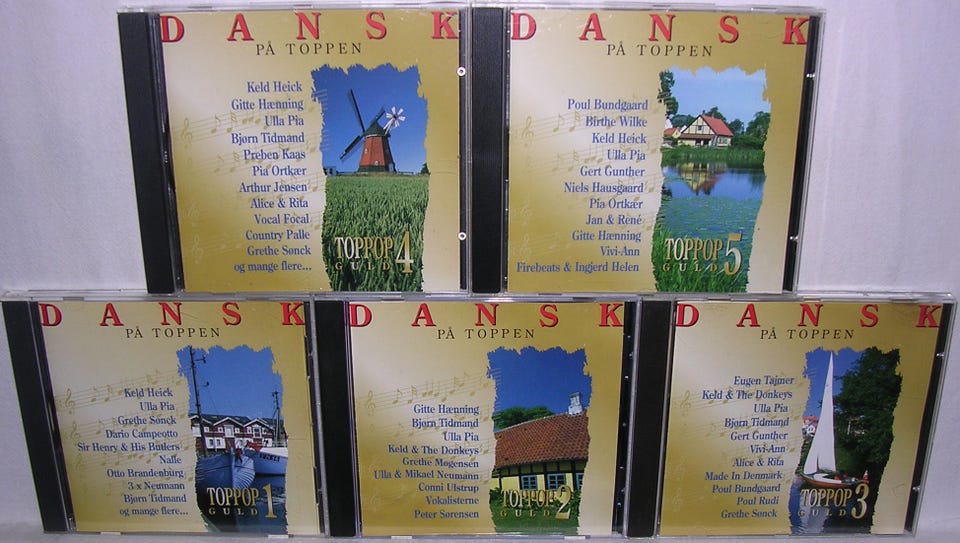 DANSK
PÅ TOPPEN
Keld Heick
Gitte Hænning
Ulla Pia
Bjørn Tidmand
Preben Kaas
Pia Ortkær
Arthur Jensen
Alice & Rita
Vocal Focal
Country Palle
Grethe Sønck
og mange flere...
TOPPOP
GULD 4
DANSK
PÅ TOPPEN
Poul Bundgaard
Birthe Wilke
Keld Heick
Ulla Pia
Gert Gunther
Niels Hausgaard
Pia Ortkær
Jan & René
Gitte Hænning
Vivi-Ann
Firebeats & Ingjerd Helen
TOPPOP
GULD 5
DANSK
PÅ TOPPEN
Keld Heick
Ulla Pia
Grethe Sønck
Dario Campeotto
Sir Henry & His Butlers
Nalle
Otto Brandenburg
3 x Neumann
Bjørn Tidmand
og mange flere...
TOPPOP
GULD 1
DANSK
PÅ TOPPEN
Gitte Hænning
Bjørn Tidmand
Ulla Pia
Keld & The Donkeys
Grethe Mogensen
Ulla & Mikael Neumann
Conni Ulstrup
Vokalisterne
Peter Sørensen
TOPPOP
GULD 2
DANSK
PÅ TOPPEN
Eugen Tajmer
Keld & The Donkeys
Ulla Pia
Bjørn Tidmand
Gert Gunther
Vivi-Ann
Alice & Rita
Made In Denmark
Poul Bundgaard
Poul Rudi
Grethe Sønck
TOPPOP
GULD 3